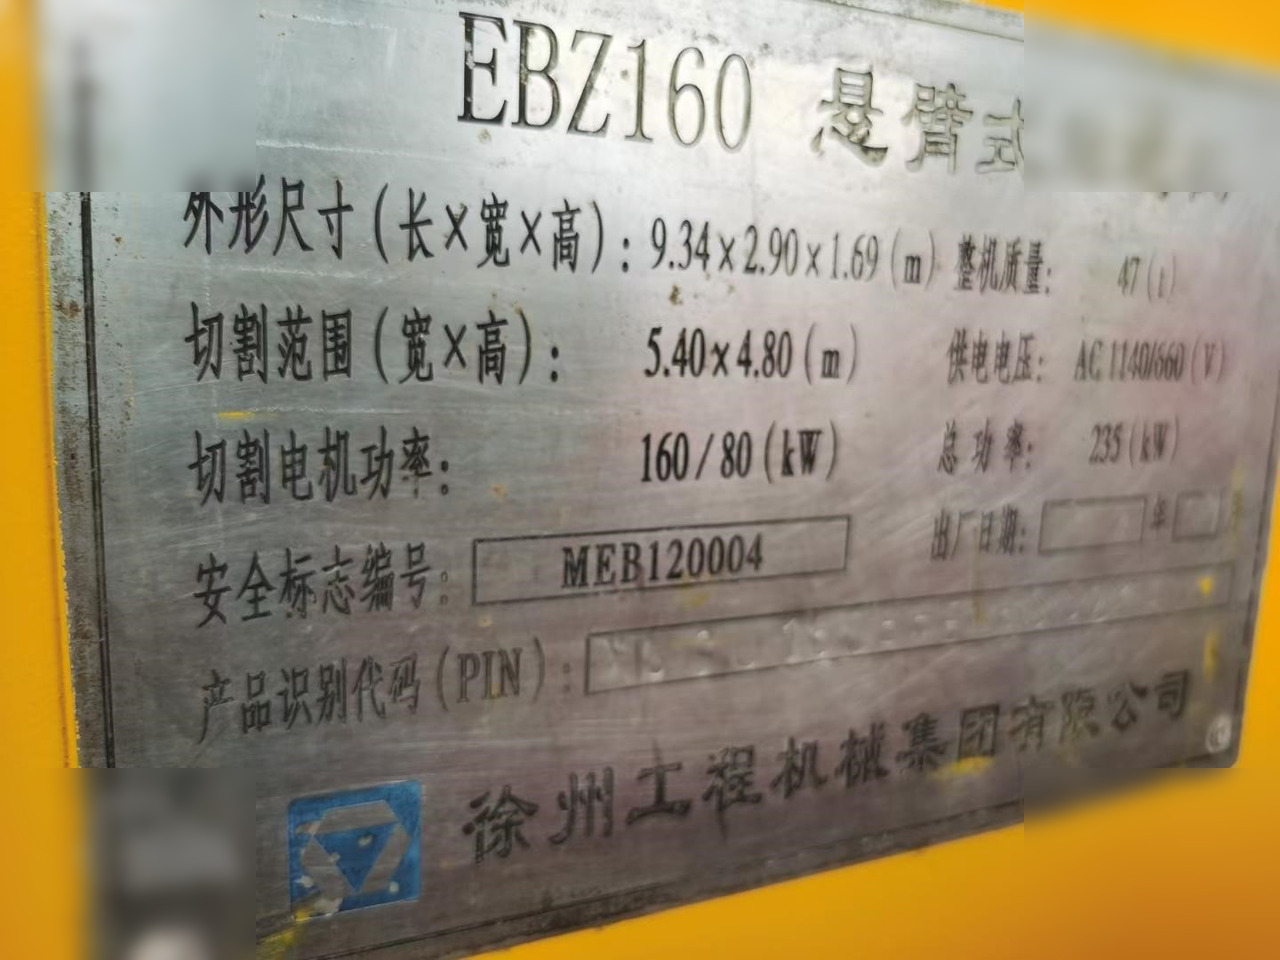 EBZ160 悬臂式
外形尺寸(长×宽×高): 9.34×2.90×1.69(m) 整机质量: 47(t)
切割范围(宽×高): 5.40×4.80(m) 供电电压: AC1140/660(V)
切割电机功率: 160/80(kW) 总功率: 235(kW)
安全标志编号: MEB120004 出厂日期: 年
产品识别代码(PIN):
徐州工程机械集团有限公司